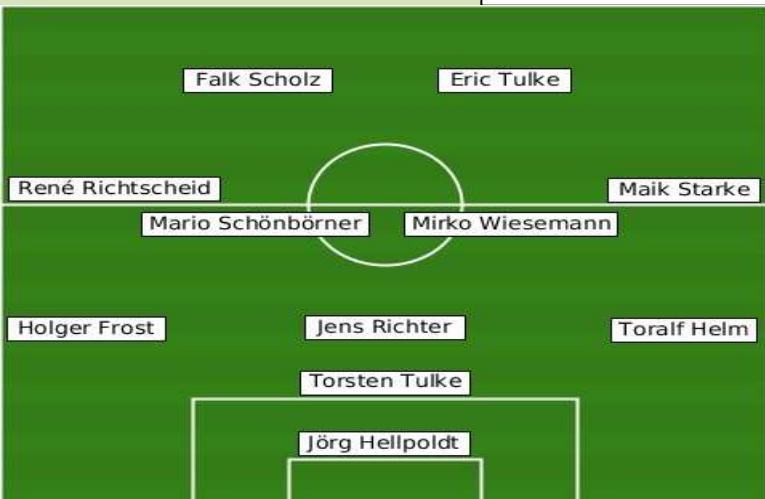 Falk Scholz
Eric Tulke
René Richtscheid
Maik Starke
Mario Schönbörner
Mirko Wiesemann
Holger Frost
Jens Richter
Toralf Helm
Torsten Tulke
Jörg Hellpoldt